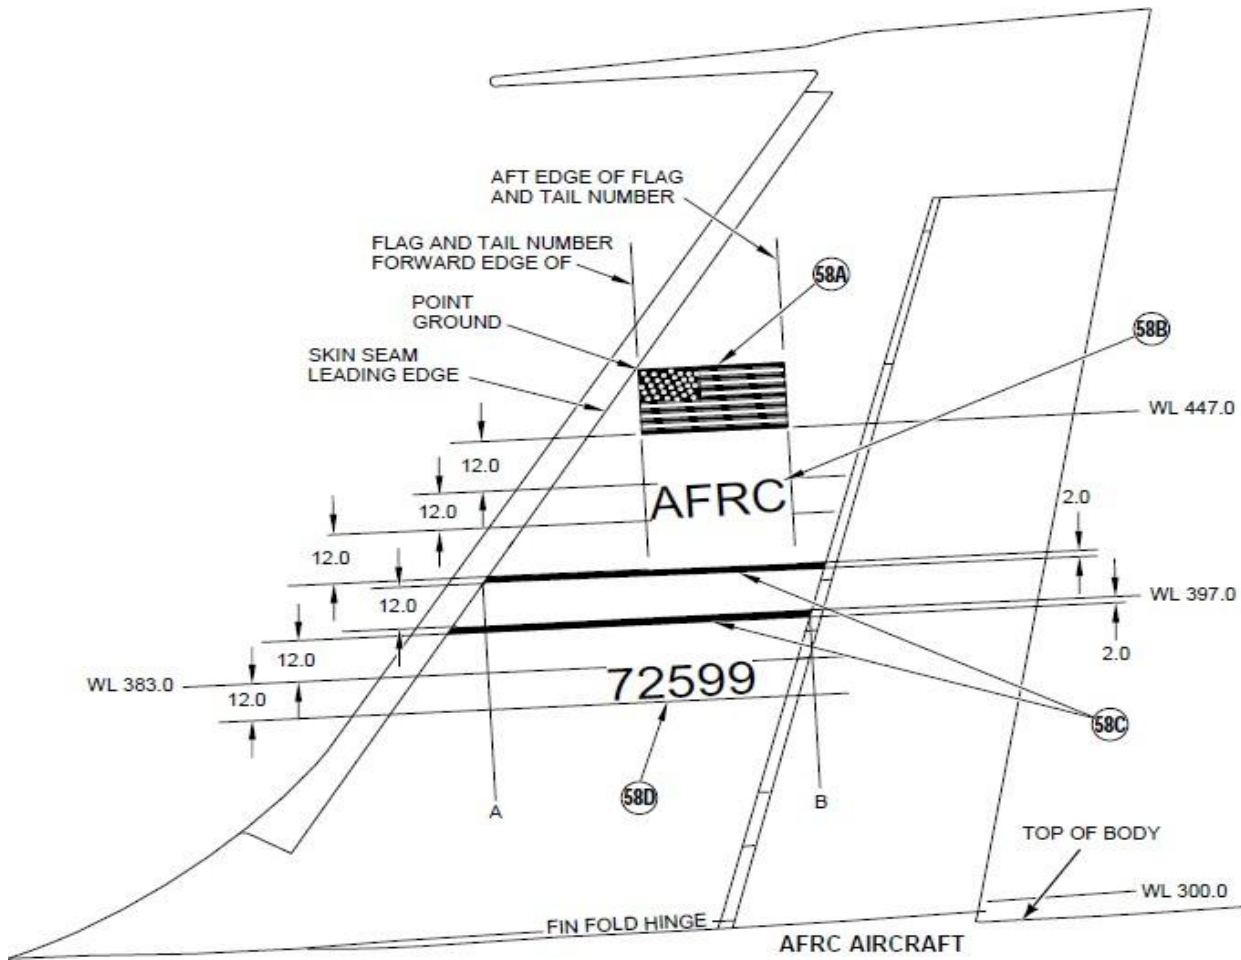 AFT EDGE OF FLAG
AND TAIL NUMBER
FLAG AND TAIL NUMBER
FORWARD EDGE OF
58A
POINT
GROUND
58B
SKIN SEAM
LEADING EDGE
WL 447.0
12.0
AFRC
2.0
12.0
12.0
12.0
WL 397.0
12.0
2.0
WL 383.0
72599
12.0
58C
58D
A
B
TOP OF BODY
WL 300.0
FIN FOLD HINGE
AFRC AIRCRAFT